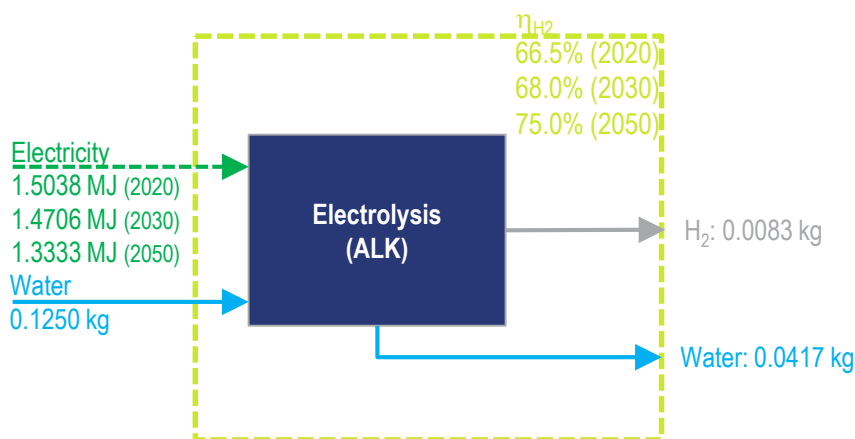 ηH2
66.5% (2020)
68.0% (2030)
75.0% (2050)
Electricity
1.5038 MJ (2020)
1.4706 MJ (2030)
1.3333 MJ (2050)
Water
0.1250 kg
Electrolysis
(ALK)
H₂: 0.0083 kg
Water: 0.0417 kg